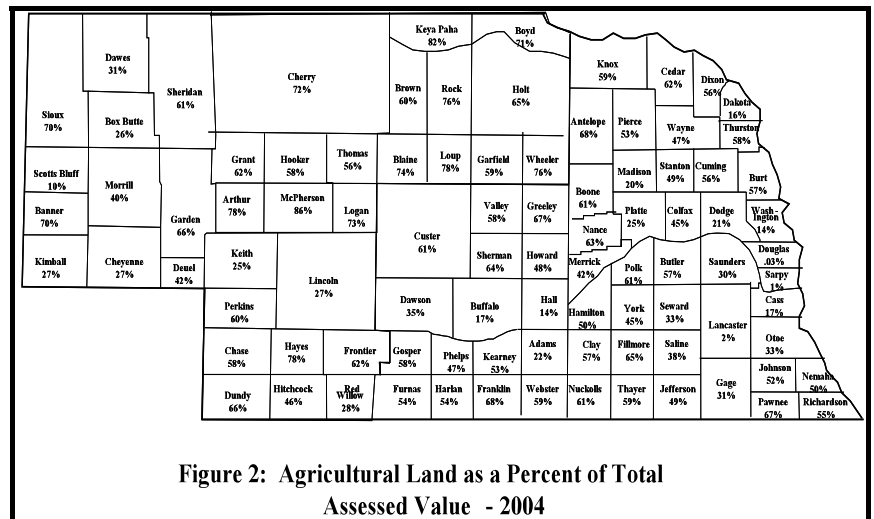 Keya Paha
82%
Boyd
71%
Dawes
31%
Sheridan
61%
Cherry
72%
Brown
60%
Rock
76%
Holt
65%
Knox
59%
Cedar
62%
Dixon
56%
Dakota
16%
Sioux
70%
Box Butte
26%
Antelope
68%
Pierce
53%
Wayne
47%
Thurston
58%
Scotts Bluff
10%
Morrill
40%
Grant
62%
Hooker
58%
Thomas
56%
Blaine
74%
Loup
78%
Garfield
59%
Wheeler
76%
Madison
20%
Stanton
49%
Cuming
56%
Burt
57%
Banner
70%
Garden
66%
Arthur
78%
McPherson
86%
Logan
73%
Custer
61%
Valley
58%
Greeley
67%
Boone
61%
Platte
25%
Colfax
45%
Dodge
21%
Wash-
ington
14%
Nance
63%
Kimball
27%
Cheyenne
27%
Deuel
42%
Keith
25%
Lincoln
27%
Sherman
64%
Howard
48%
Merrick
42%
Polk
61%
Butler
57%
Saunders
30%
Douglas
.03%
Sarpy
1%
Perkins
60%
Dawson
35%
Buffalo
17%
Hall
14%
Hamilton
50%
York
45%
Seward
33%
Lancaster
2%
Cass
17%
Otoe
33%
Chase
58%
Hayes
78%
Frontier
62%
Gosper
58%
Phelps
47%
Kearney
53%
Adams
22%
Clay
57%
Fillmore
65%
Saline
38%
Johnson
52%
Nemaha
50%
Dundy
66%
Hitchcock
46%
Red
Willow
28%
Furnas
54%
Harlan
54%
Franklin
68%
Webster
59%
Nuckolls
61%
Thayer
59%
Jefferson
49%
Gage
31%
Pawnee
67%
Richardson
55%
Figure 2: Agricultural Land as a Percent of Total
Assessed Value - 2004